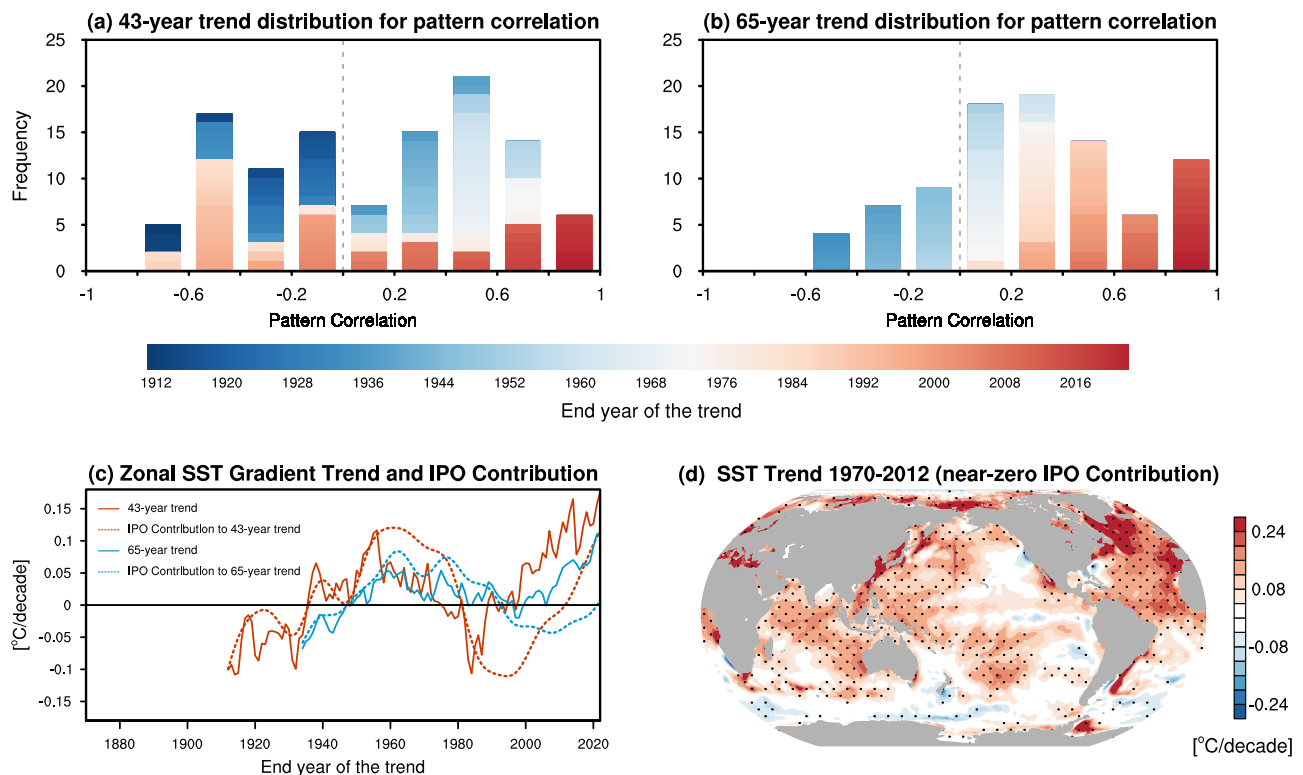 (a) 43-year trend distribution for pattern correlation
(b) 65-year trend distribution for pattern correlation
Frequency
25
20
15
10
5
0
-1 -0.6 -0.2 0.2 0.6 1
Pattern Correlation
25
20
15
10
5
0
-1 -0.6 -0.2 0.2 0.6 1
Pattern Correlation
1912 1920 1928 1936 1944 1952 1960 1968 1976 1984 1992 2000 2008 2016
End year of the trend
(c) Zonal SST Gradient Trend and IPO Contribution
[°C/decade]
0.15
0.1
0.05
0
-0.05
-0.1
-0.15
43-year trend
IPO Contribution to 43-year trend
65-year trend
IPO Contribution to 65-year trend
1880 1900 1920 1940 1960 1980 2000 2020
End year of the trend
(d) SST Trend 1970-2012 (near-zero IPO Contribution)
0.24
0.08
-0.08
-0.24
[°C/decade]